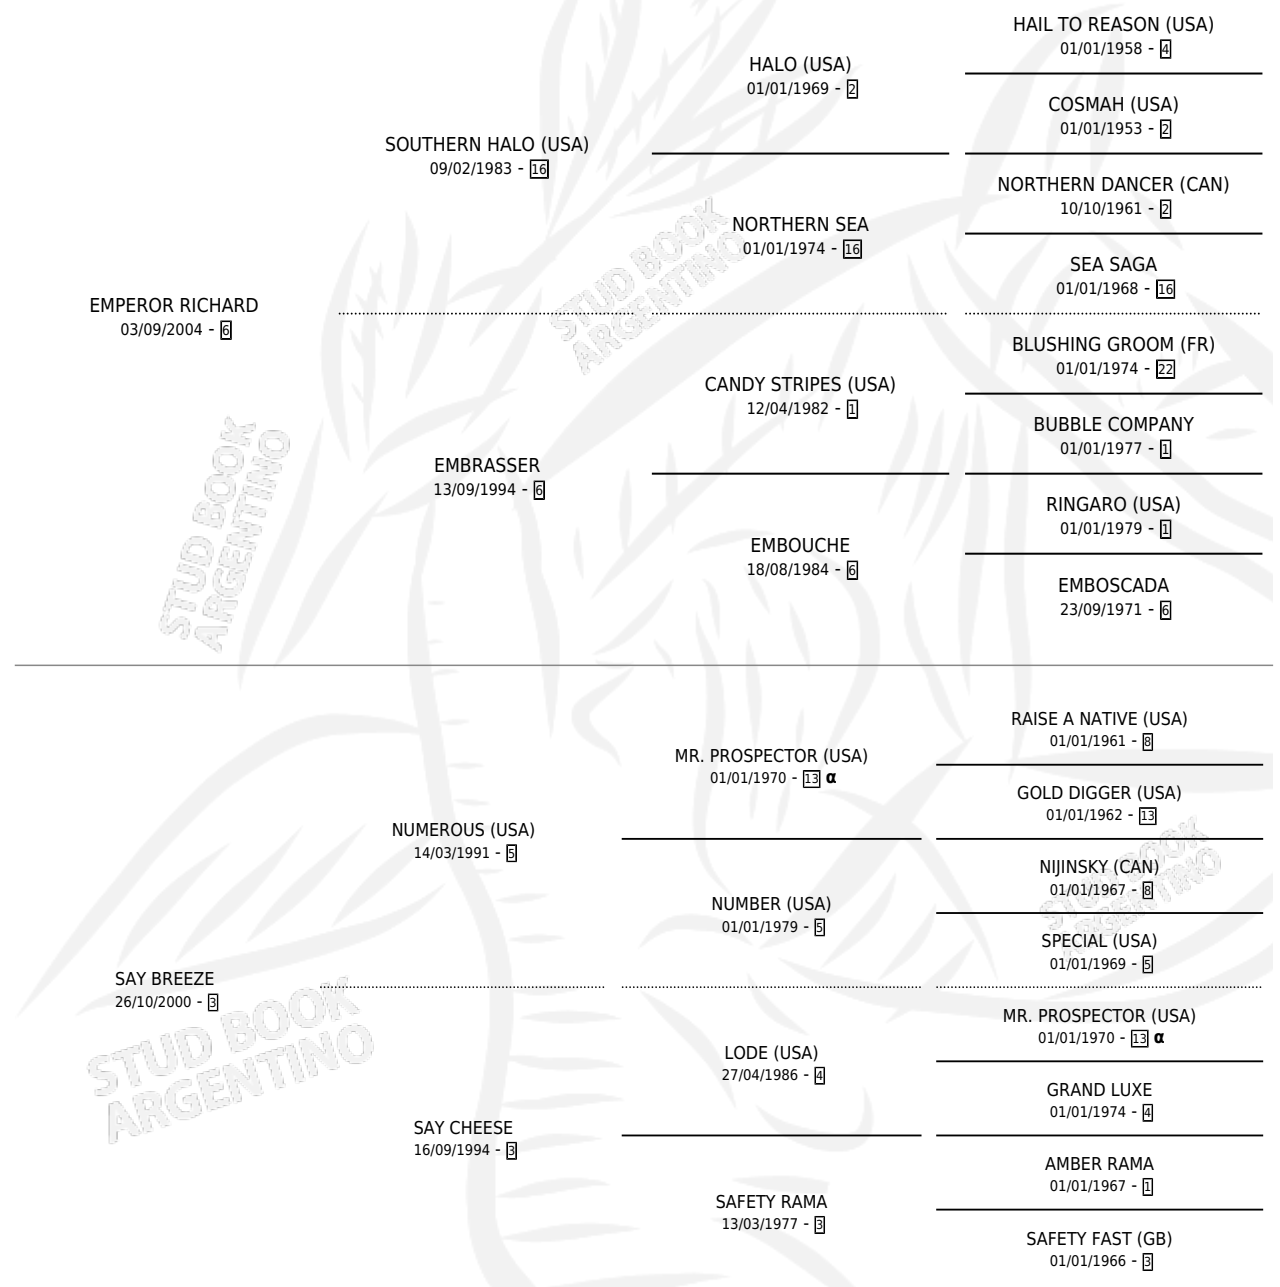 HAIL TO REASON (USA)
01/01/1958 - 4
HALO (USA)
01/01/1969 - 2
COSMAH (USA)
01/01/1953 - 2
SOUTHERN HALO (USA)
09/02/1983 - 16
NORTHERN DANCER (CAN)
10/10/1961 - 2
NORTHERN SEA
01/01/1974 - 16
SEA SAGA
01/01/1968 - 16
EMPEROR RICHARD
03/09/2004 - 6
BLUSHING GROOM (FR)
01/01/1974 - 22
CANDY STRIPES (USA)
12/04/1982 - 1
BUBBLE COMPANY
01/01/1977 - 1
EMBRASSER
13/09/1994 - 6
RINGARO (USA)
01/01/1979 - 1
EMBOUCHE
18/08/1984 - 6
EMBOSCADA
23/09/1971 - 6
RAISE A NATIVE (USA)
01/01/1961 - 8
MR. PROSPECTOR (USA)
01/01/1970 - 13 α
GOLD DIGGER (USA)
01/01/1962 - 13
NUMEROUS (USA)
14/03/1991 - 5
NIJINSKY (CAN)
01/01/1967 - 8
NUMBER (USA)
01/01/1979 - 5
SPECIAL (USA)
01/01/1969 - 5
SAY BREEZE
26/10/2000 - 3
MR. PROSPECTOR (USA)
01/01/1970 - 13 α
LODE (USA)
27/04/1986 - 4
GRAND LUXE
01/01/1974 - 4
SAY CHEESE
16/09/1994 - 3
AMBER RAMA
01/01/1967 - 1
SAFETY RAMA
13/03/1977 - 3
SAFETY FAST (GB)
01/01/1966 - 3
STUD BOOK
ARGENTINO
STUD BOOK
ARGENTINO
STUD BOOK
ARGENTINO
STUD BOOK
ARGENTINO